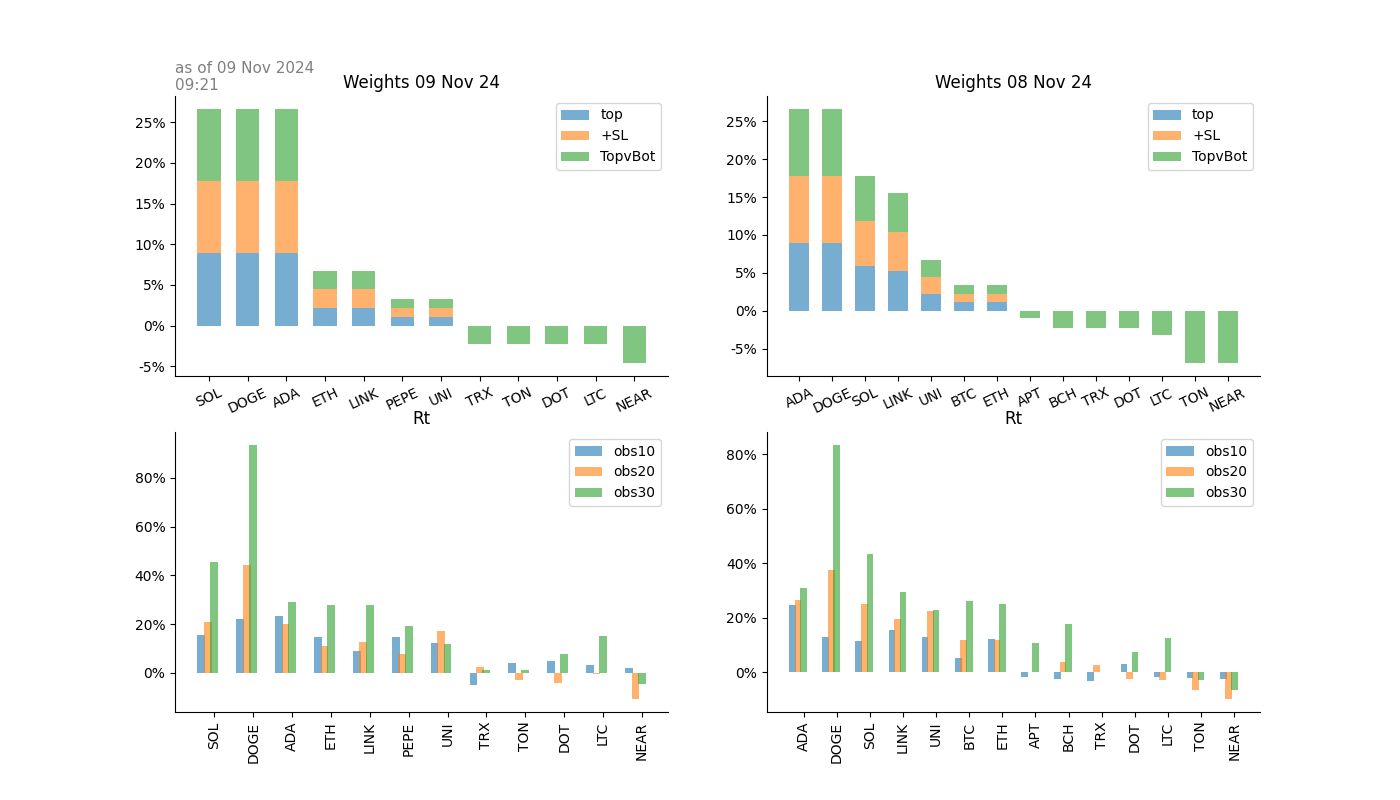 as of 09 Nov 2024
09:21
Weights 09 Nov 24
25%
20%
15%
10%
5%
0%
-5%
top
+SL
TopvBot
SOL DOGE ADA ETH LINK PEPE UNI TRX TON DOT LTC NEAR
Weights 08 Nov 24
25%
20%
15%
10%
5%
0%
-5%
top
+SL
TopvBot
ADA DOGE SOL LINK UNI BTC ETH APT BCH TRX DOT LTC TON NEAR
Rt
80%
60%
40%
20%
0%
obs10
obs20
obs30
SOL DOGE ADA ETH LINK PEPE UNI TRX TON DOT LTC NEAR
Rt
80%
60%
40%
20%
0%
obs10
obs20
obs30
ADA DOGE SOL LINK UNI BTC ETH APT BCH TRX DOT LTC TON NEAR